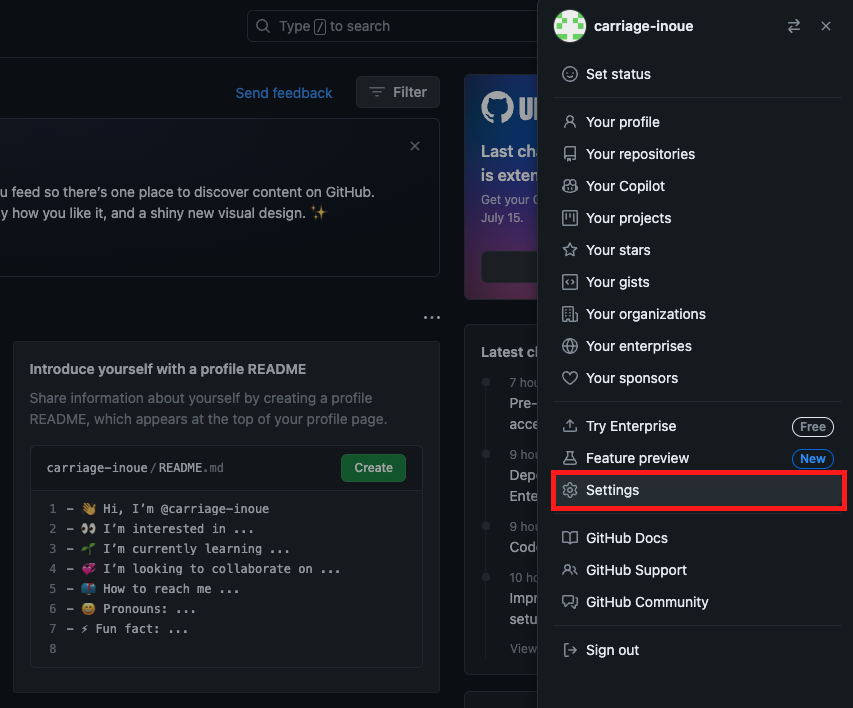 Type / to search
Send feedback
Filter
u feed so there's one place to discover content on GitHub.
y how you like it, and a shiny new visual design. ✨
Introduce yourself with a profile README
Share information about yourself by creating a profile
README, which appears at the top of your profile page.
carriage-inoue/README.md
Create
1 - 👋 Hi, I'm @carriage-inoue
2 - 👀 I'm interested in ...
3 - 🌱 I'm currently learning ...
4 - 💞️ I'm looking to collaborate on ...
5 - 📫 How to reach me ...
6 - 😄 Pronouns: ...
7 - ⚡ Fun fact: ...
8
Last cha
is exten
Get your G
July 15.
Latest ch
7 hou
Pre-
acce
9 hou
Depe
Ente
9 hou
Code
10 ho
Impr
setu
View
carriage-inoue
Set status
Your profile
Your repositories
Your Copilot
Your projects
Your stars
Your gists
Your organizations
Your enterprises
Your sponsors
Try Enterprise
Free
Feature preview
New
Settings
GitHub Docs
GitHub Support
GitHub Community
Sign out